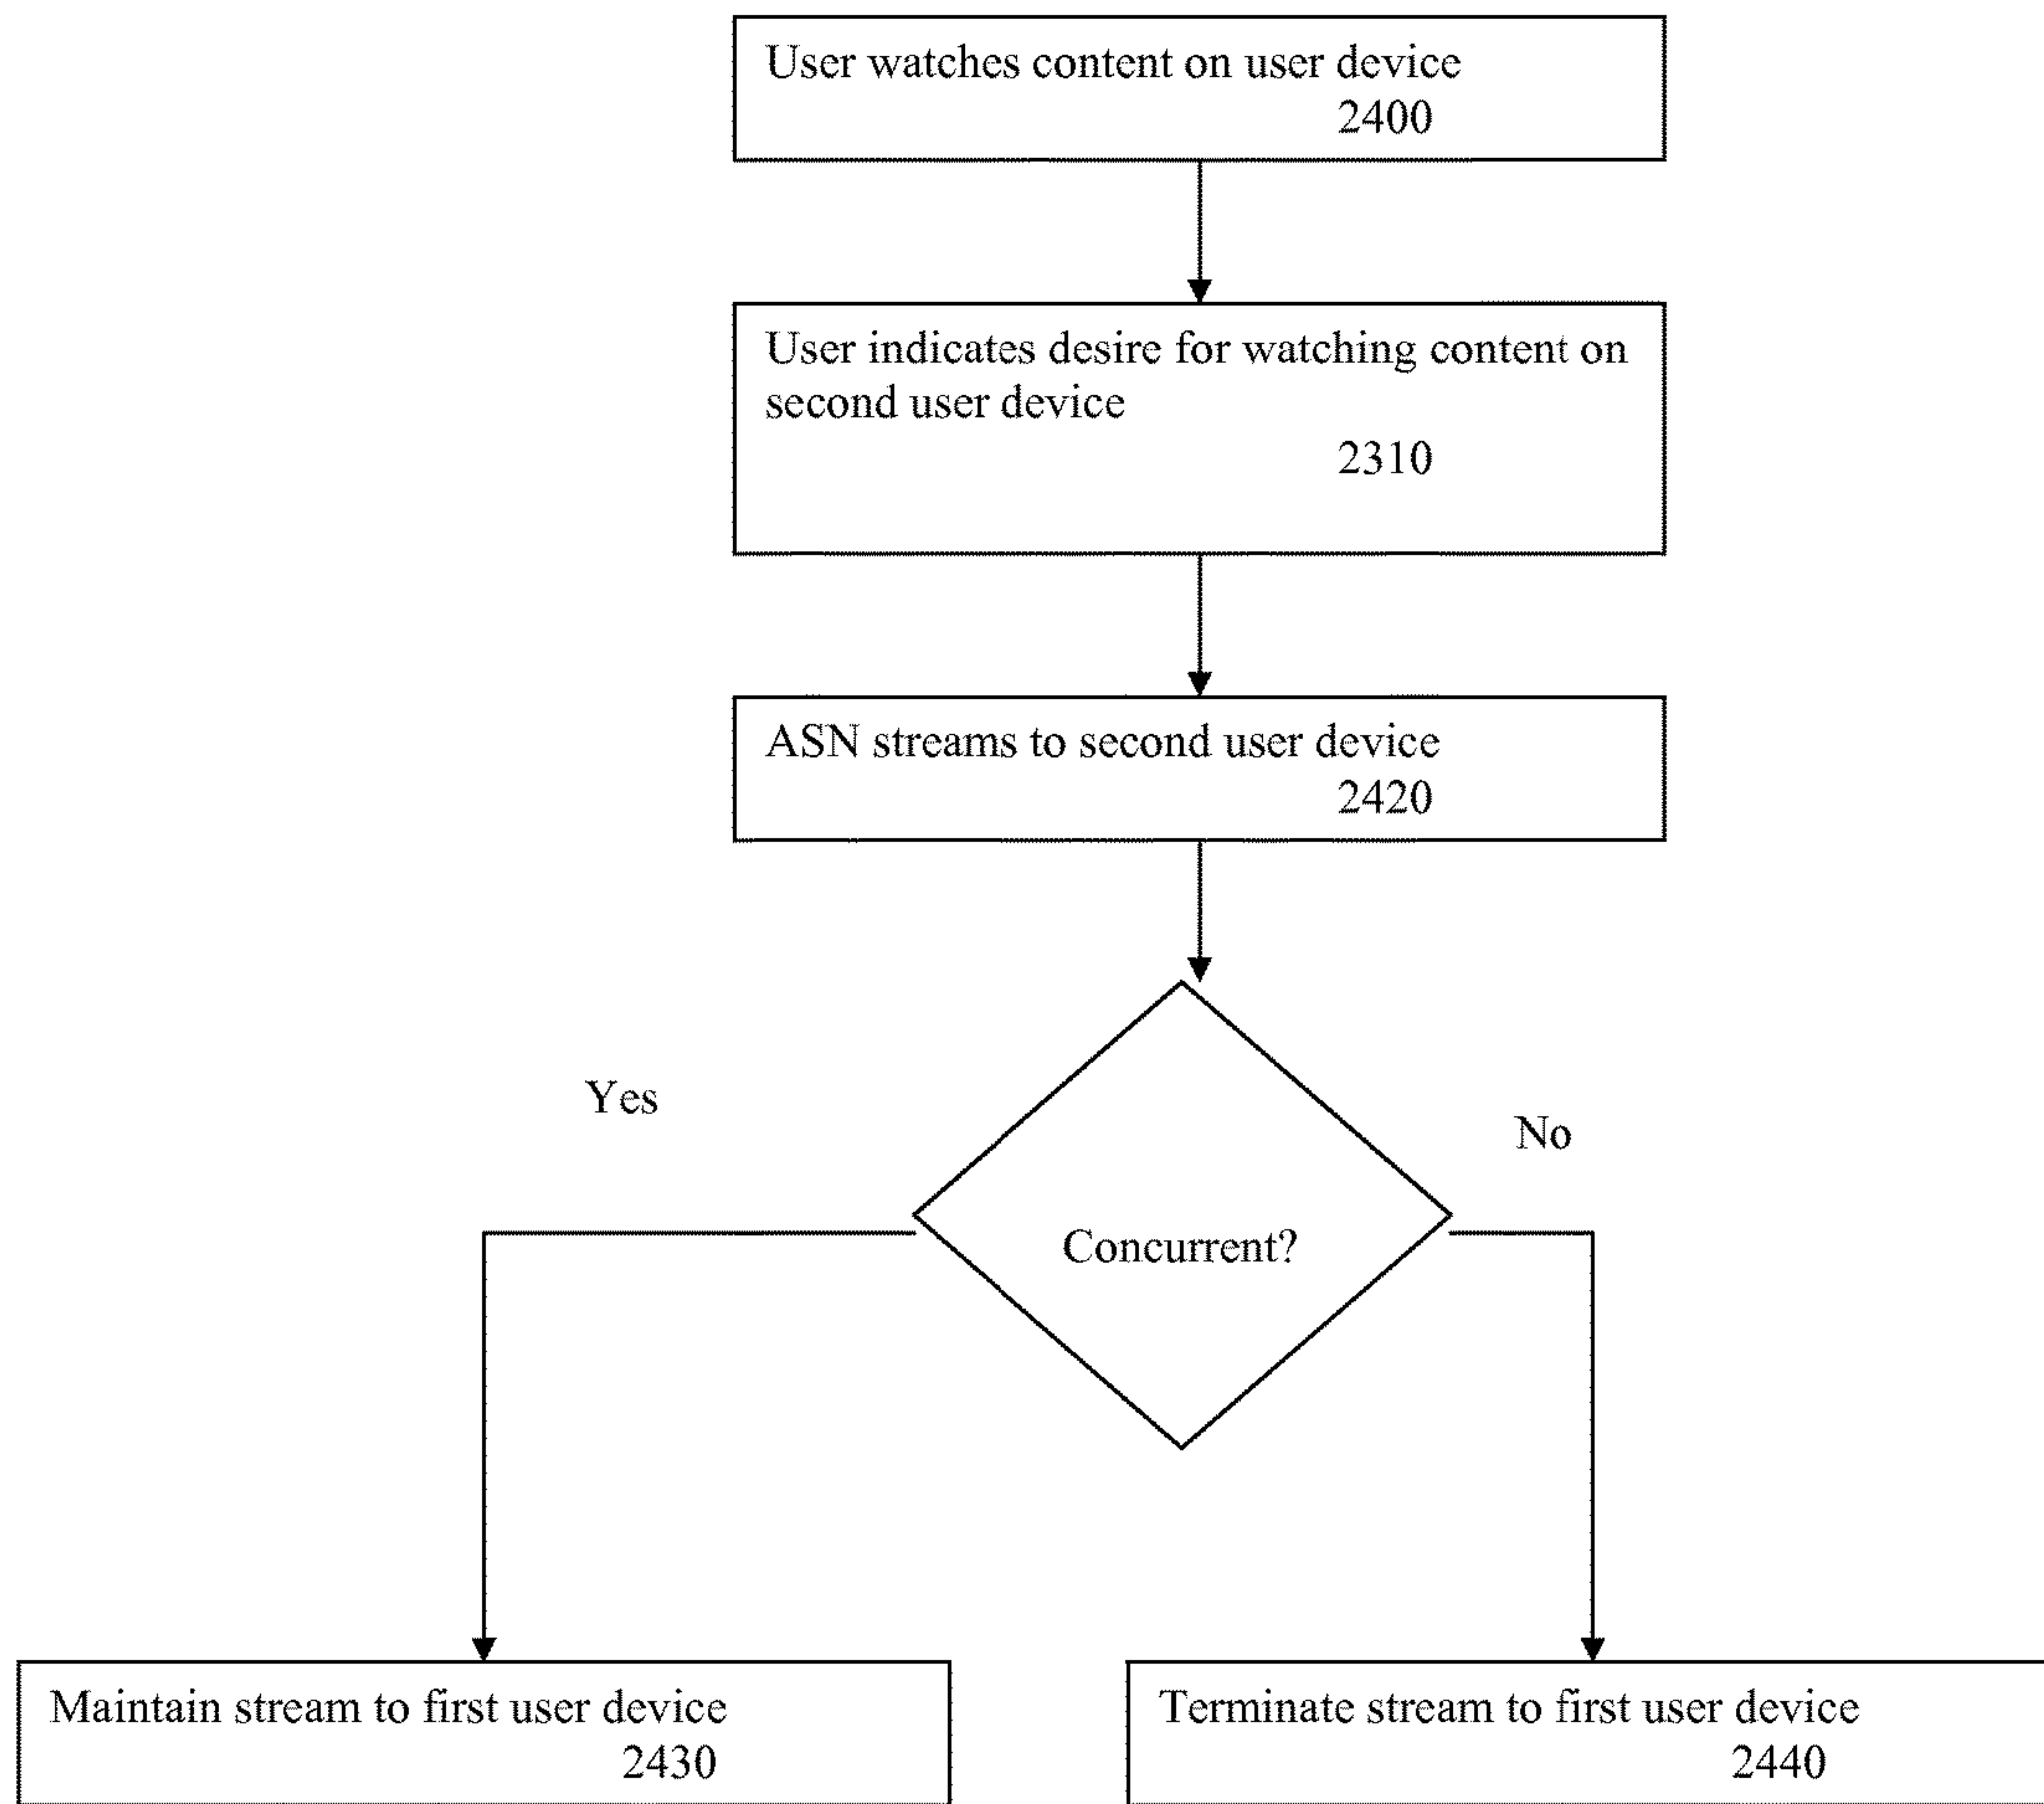 User watches content on user device
2400
User indicates desire for watching content on
second user device
2310
ASN streams to second user device
2420
Yes
No
Concurrent?
Maintain stream to first user device
2430
Terminate stream to first user device
2440